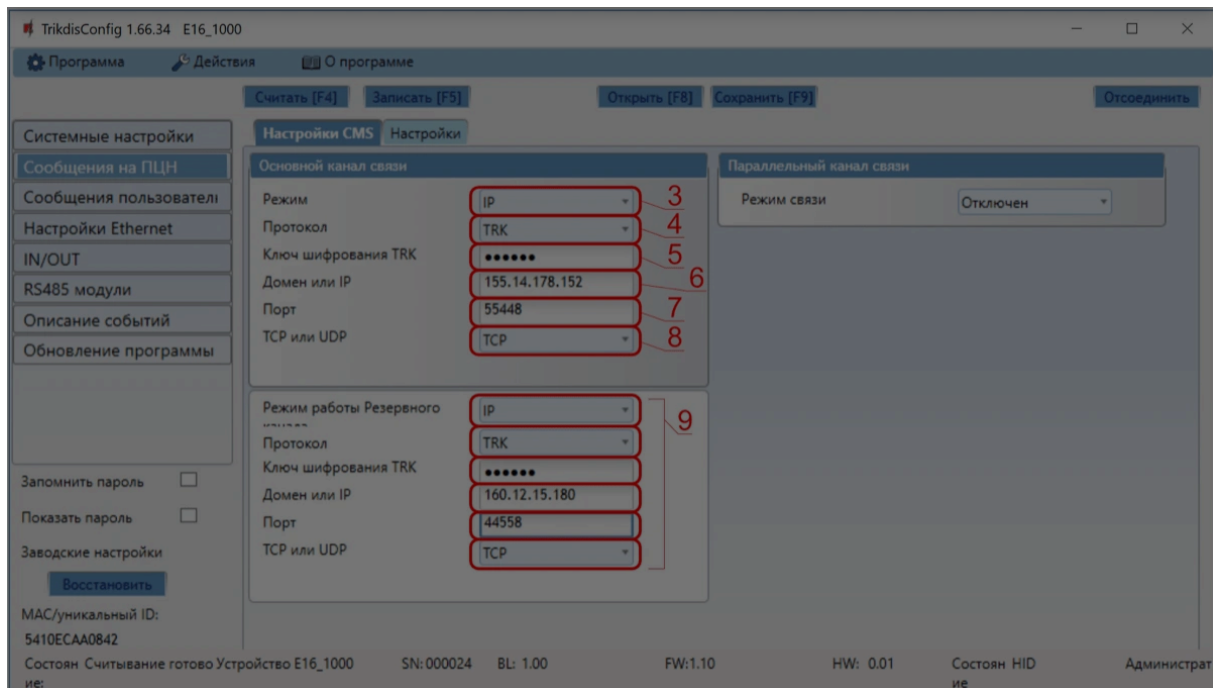 TrikdisConfig 1.66.34 E16_1000
Программа Действия О программе
Считать [F4] Записать [F5] Открыть [F8] Сохранить [F9] Отсоединить
Системные настройки
Сообщения на ПЦН
Сообщения пользователı
Настройки Ethernet
IN/OUT
RS485 модули
Описание событий
Обновление программы
Запомнить пароль
Показать пароль
Заводские настройки
Восстановить
MAC/уникальный ID:
5410ECAA0842
Настройки CMS Настройки
Основной канал связи
Режим IP 3
Протокол TRK 4
Ключ шифрования TRK ●●●●●● 5
Домен или IP 155.14.178.152 6
Порт 55448 7
TCP или UDP TCP 8
Режим работы Резервного IP 9
Протокол TRK
Ключ шифрования TRK ●●●●●●
Домен или IP 160.12.15.180
Порт 44558
TCP или UDP TCP
Параллельный канал связи
Режим связи Отключен
Состоян Считывание готово Устройство E16_1000 SN: 000024 BL: 1.00 FW:1.10 HW: 0.01 Состоян HID Администрат
ие: ие